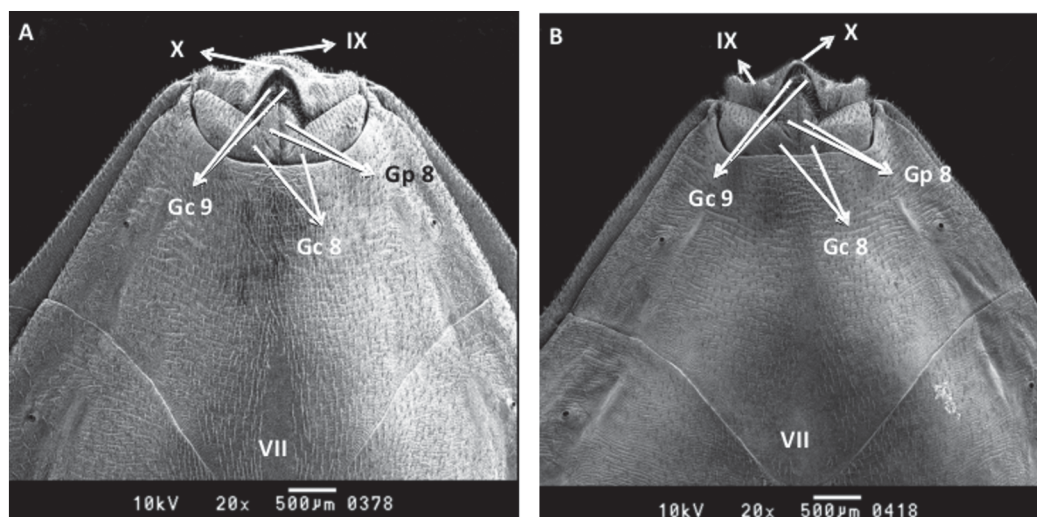 A
X
IX
Gc 9
Gp 8
Gc 8
VII
10kV 20x 500µm 0378
B
IX
X
Gc 9
Gp 8
Gc 8
VII
10kV 20x 500µm 0418